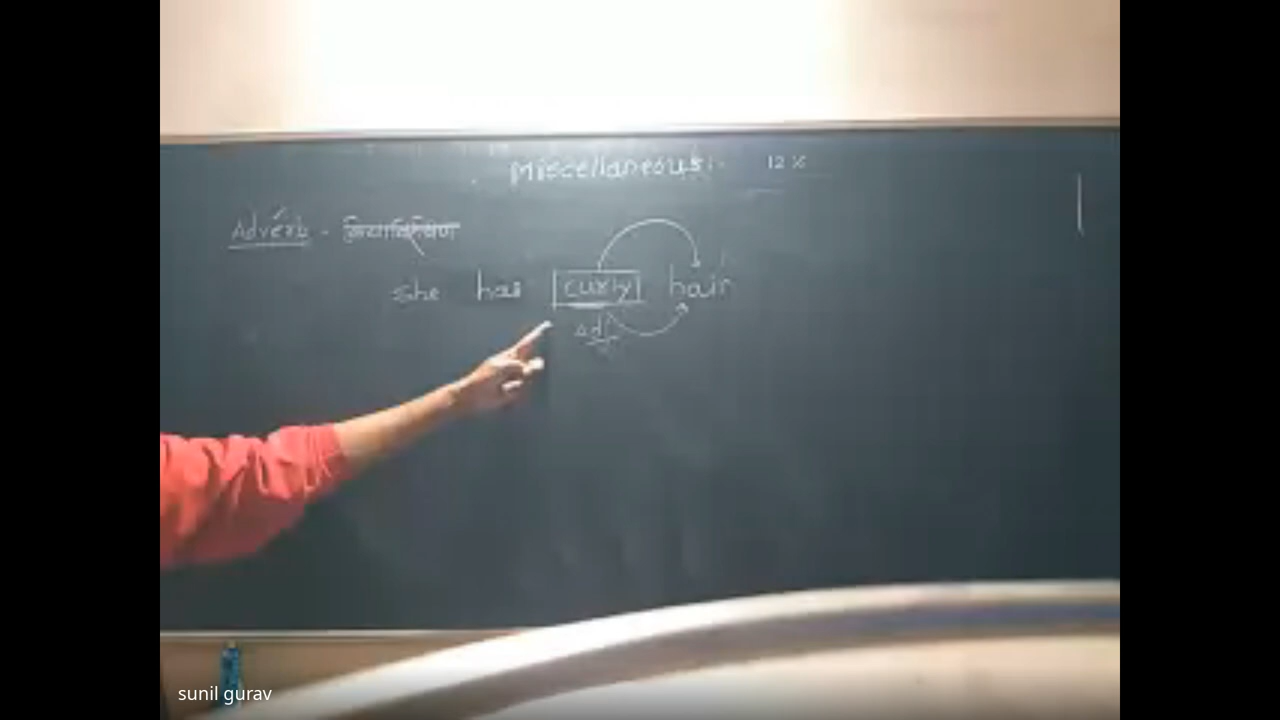 Miscellaneous:- 12 ×
Adverb - क्रियाविशेषण
she has curly hair
Adj
sunil gurav